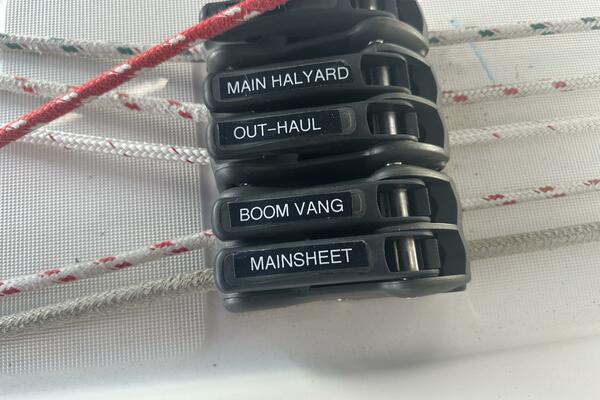 MAIN HALYARD
OUT-HAUL
BOOM VANG
MAINSHEET